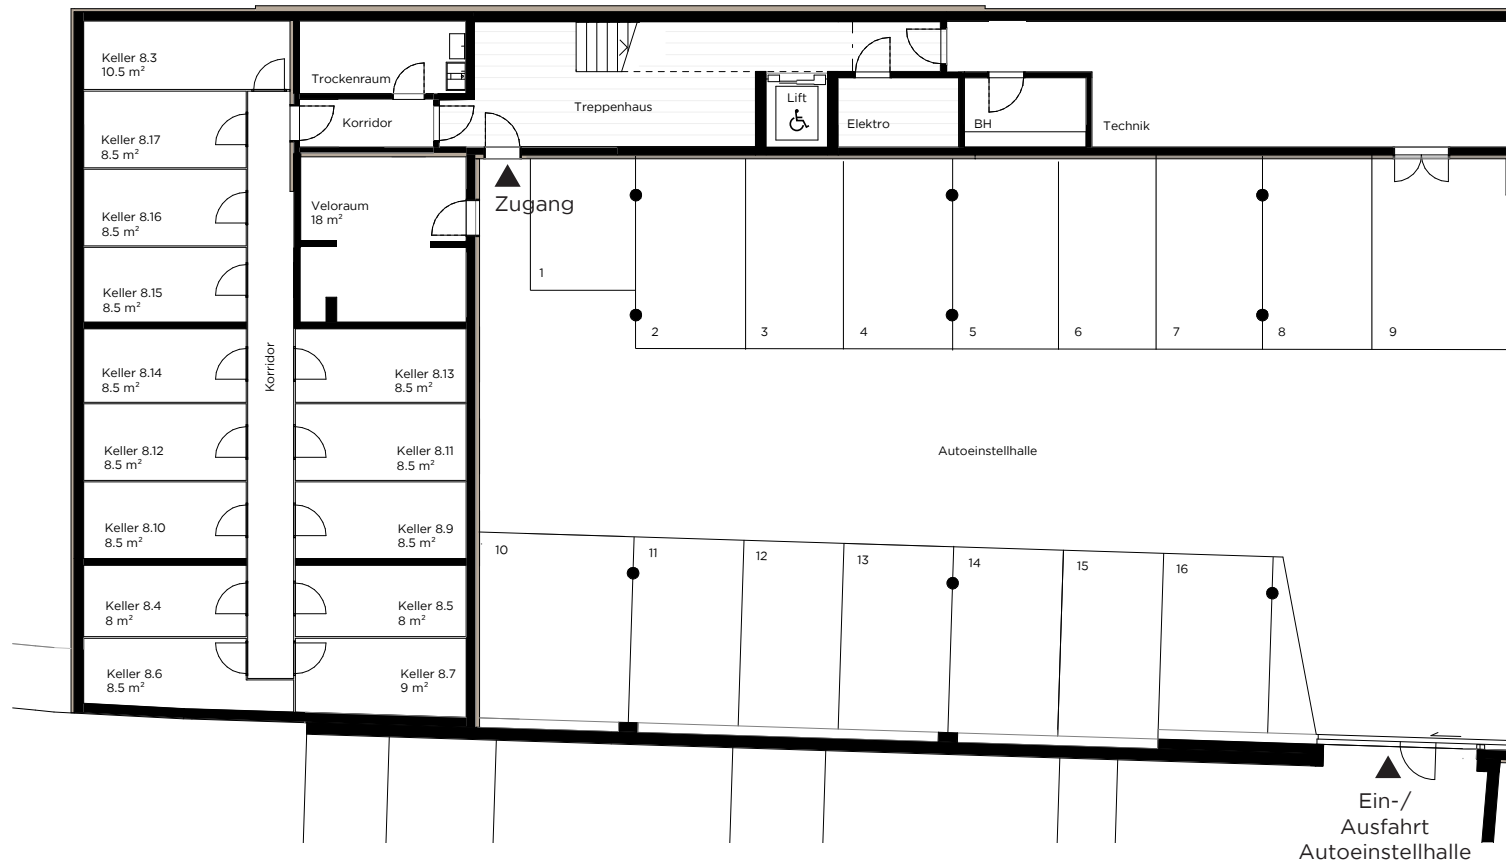 Keller 8.3
10.5 m²
Trockenraum
Korridor
Treppenhaus
Lift
Elektro
BH
Technik
Keller 8.17
8.5 m²
Keller 8.16
8.5 m²
Veloraum
18 m²
Zugang
Keller 8.15
8.5 m²
1
2
3
4
5
6
7
8
9
Korridor
Keller 8.14
8.5 m²
Keller 8.13
8.5 m²
Keller 8.12
8.5 m²
Keller 8.11
8.5 m²
Autoeinstellhalle
Keller 8.10
8.5 m²
Keller 8.9
8.5 m²
10
11
12
13
14
15
16
Keller 8.4
8 m²
Keller 8.5
8 m²
Keller 8.6
8.5 m²
Keller 8.7
9 m²
Ein-/
Ausfahrt
Autoeinstellhalle